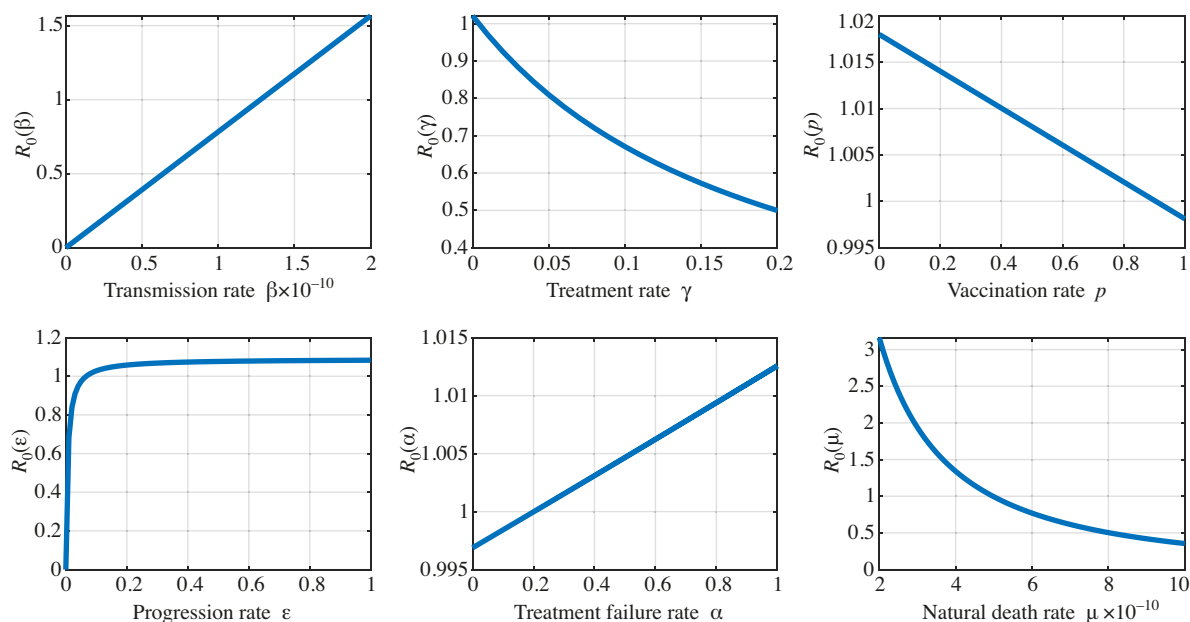 1.5
1
0.5
0
0 0.5 1 1.5 2
R₀(β)
Transmission rate β×10⁻¹⁰
1
0.9
0.8
0.7
0.6
0.5
0.4
0 0.05 0.1 0.15 0.2
R₀(γ)
Treatment rate γ
1.02
1.015
1.01
1.005
1
0.995
0 0.2 0.4 0.6 0.8 1
R₀(p)
Vaccination rate p
1.2
1
0.8
0.6
0.4
0.2
0
0 0.2 0.4 0.6 0.8 1
R₀(ε)
Progression rate ε
1.015
1.01
1.005
1
0.995
0 0.2 0.4 0.6 0.8 1
R₀(α)
Treatment failure rate α
3
2.5
2
1.5
1
0.5
0
2 4 6 8 10
R₀(μ)
Natural death rate μ×10⁻¹⁰